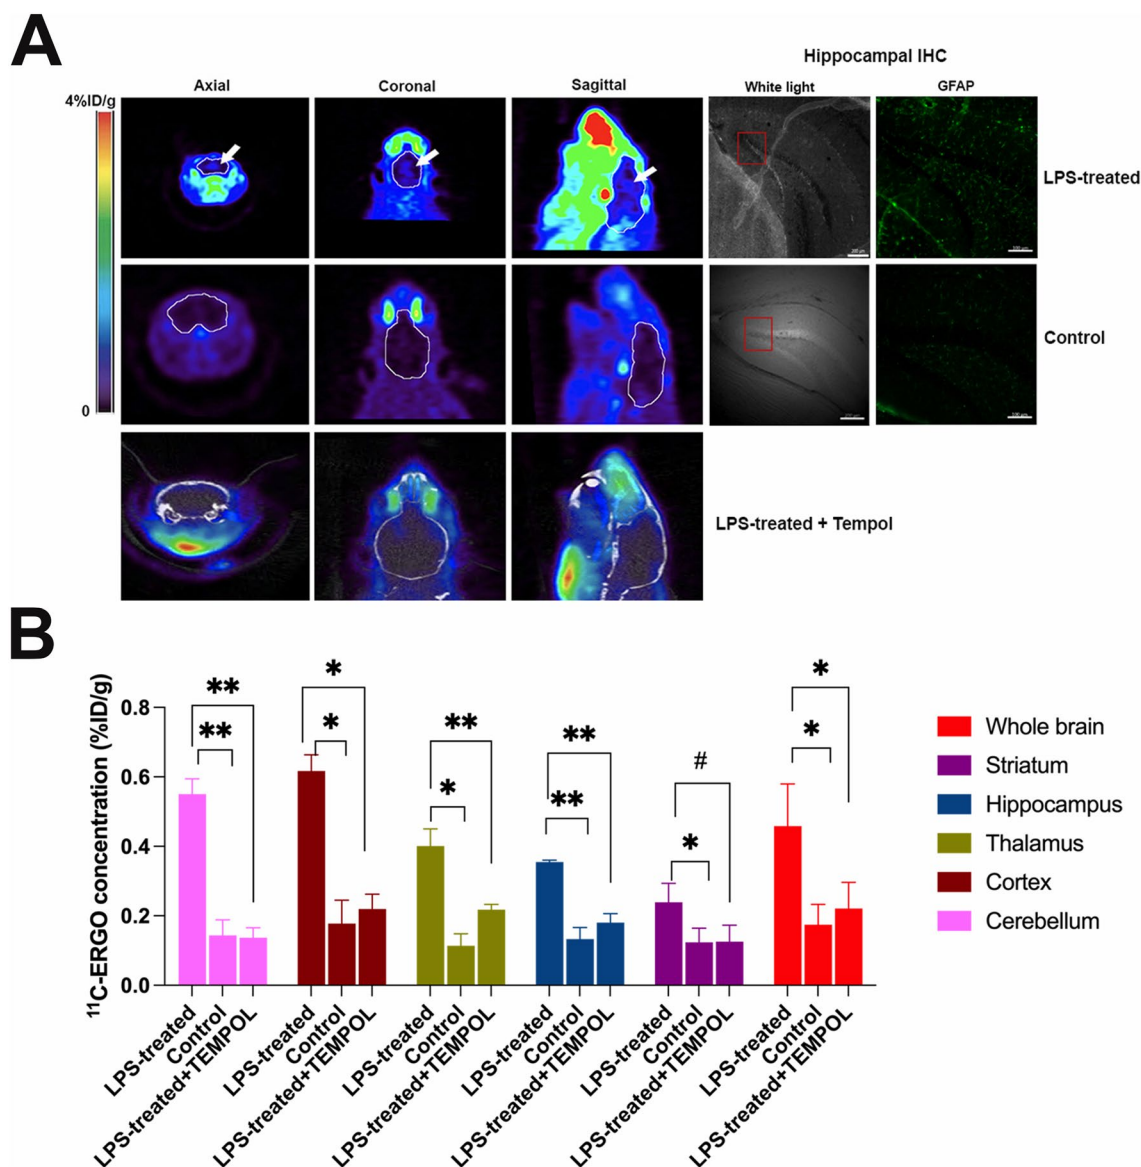 A
Hippocampal IHC
Axial
Coronal
Sagittal
White light
GFAP
4%ID/g
LPS-treated
0
Control
LPS-treated + Tempol
B
¹¹C-ERGO concentration (%ID/g)
0.8
0.6
0.4
0.2
0.0
**
**
*
*
**
*
**
**
#
*
*
*
LPS-treated
Control
LPS-treated+TEMPOL
LPS-treated
Control
LPS-treated+TEMPOL
LPS-treated
Control
LPS-treated+TEMPOL
LPS-treated
Control
LPS-treated+TEMPOL
LPS-treated
Control
LPS-treated+TEMPOL
LPS-treated
Control
LPS-treated+TEMPOL
Whole brain
Striatum
Hippocampus
Thalamus
Cortex
Cerebellum